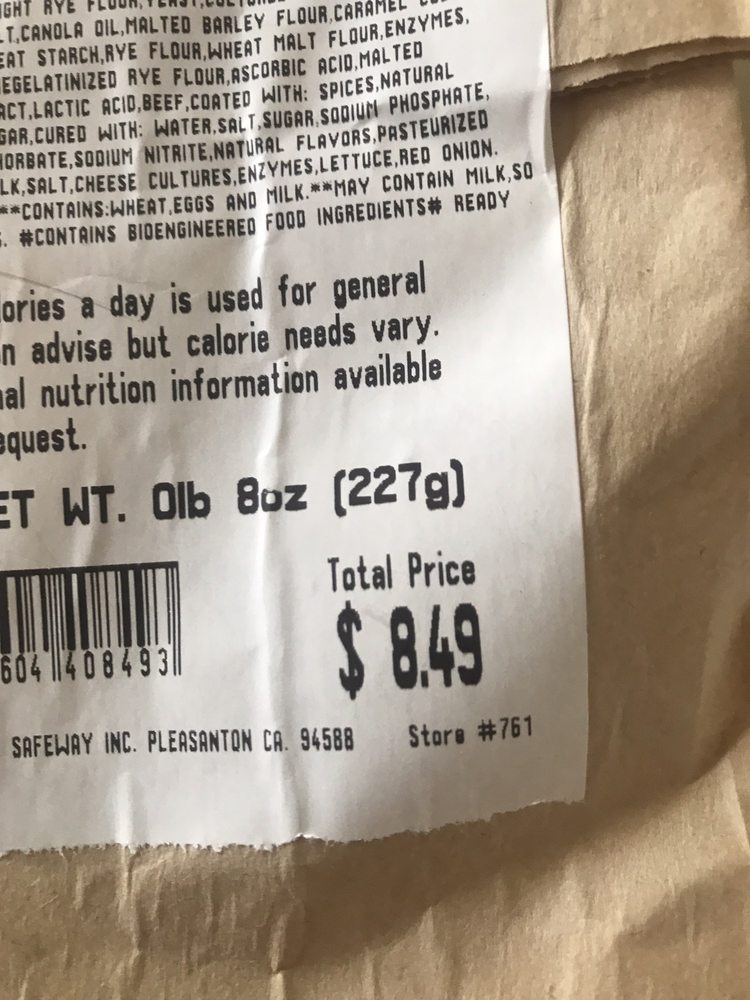 RYE FLOUR,YEAST,
LT,CANOLA OIL,MALTED BARLEY FLOUR,CARAMEL
EAT STARCH,RYE FLOUR,WHEAT MALT FLOUR,ENZYMES,
EGELATINIZED RYE FLOUR,ASCORBIC ACID,MALTED
ACT,LACTIC ACID,BEEF,COATED WITH: SPICES,NATURAL
GAR,CURED WITH: WATER,SALT,SUGAR,SODIUM PHOSPHATE,
ORBATE,SODIUM NITRITE,NATURAL FLAVORS,PASTEURIZED
LK,SALT,CHEESE CULTURES,ENZYMES,LETTUCE,RED ONION.
**CONTAINS:WHEAT,EGGS AND MILK.**MAY CONTAIN MILK,SO
. #CONTAINS BIOENGINEERED FOOD INGREDIENTS# READY
ories a day is used for general
n advise but calorie needs vary.
nal nutrition information available
equest.
ET WT. 0lb 8oz (227g)
Total Price
$ 8.49
604 408493
SAFEWAY INC. PLEASANTON CA. 94588 Store #761